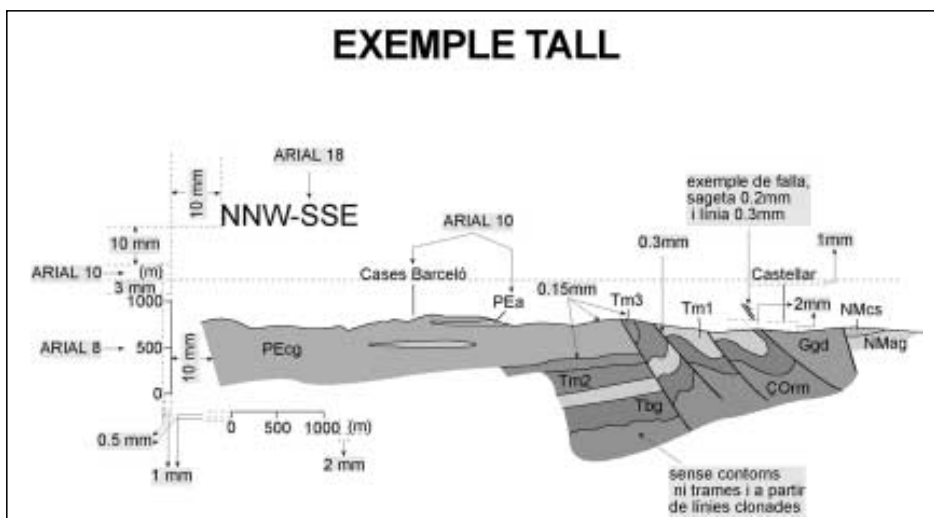 EXEMPLE TALL
ARIAL 18
10 mm
NNW-SSE
exemple de falla,
sageta 0.2mm
i línia 0.3mm
ARIAL 10
10 mm
0.3mm
1mm
ARIAL 10
(m)
Cases Barceló
Castellar
3 mm
1000
PEa
0.15mm
Tm3
Tm1
2mm
NMcs
ARIAL 8
500
PEcg
10 mm
Ggd
NMag
0
Tm2
COrm
Tbg
0.5 mm
0
500
1000
(m)
1 mm
2 mm
sense contorns
ni trames i a partir
de línies clonades